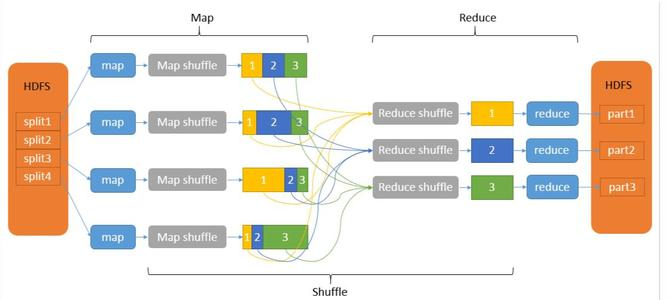 Map
Reduce
HDFS
split1
split2
split3
split4
map
Map shuffle
1 2 3
map
Map shuffle
1 2 3
map
Map shuffle
1 2 3
map
Map shuffle
1 2 3
Reduce shuffle
1
reduce
Reduce shuffle
2
reduce
Reduce shuffle
3
reduce
HDFS
part1
part2
part3
Shuffle